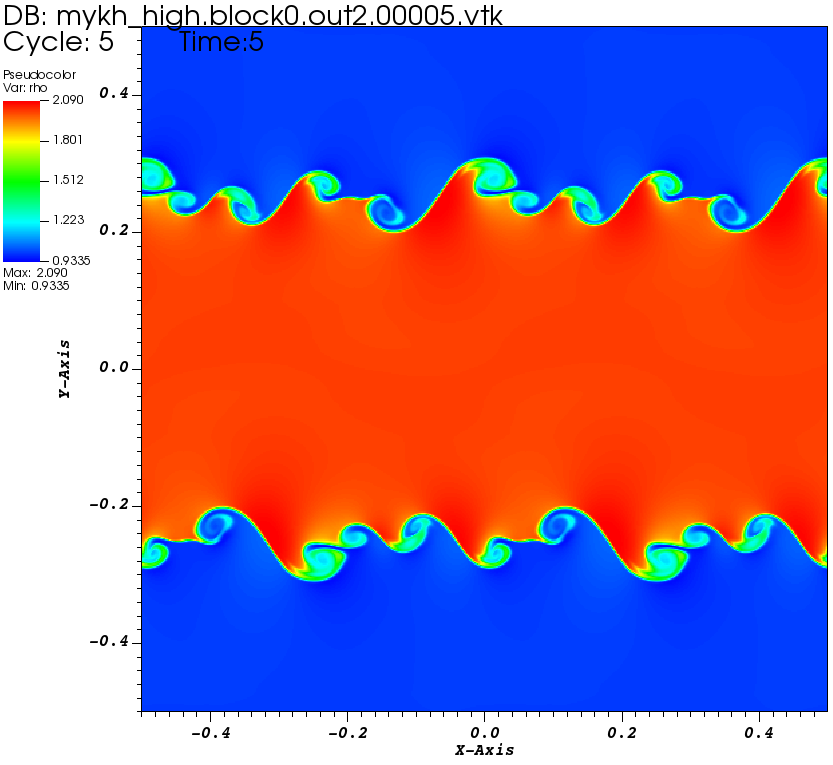 DB: mykh_high.block0.out2.00005.vtk
Cycle: 5 Time:5
Pseudocolor
Var: rho
2.090
1.801
1.512
1.223
0.9335
Max: 2.090
Min: 0.9335
0.4
0.2
0.0
-0.2
-0.4
Y-Axis
-0.4 -0.2 0.0 0.2 0.4
X-Axis